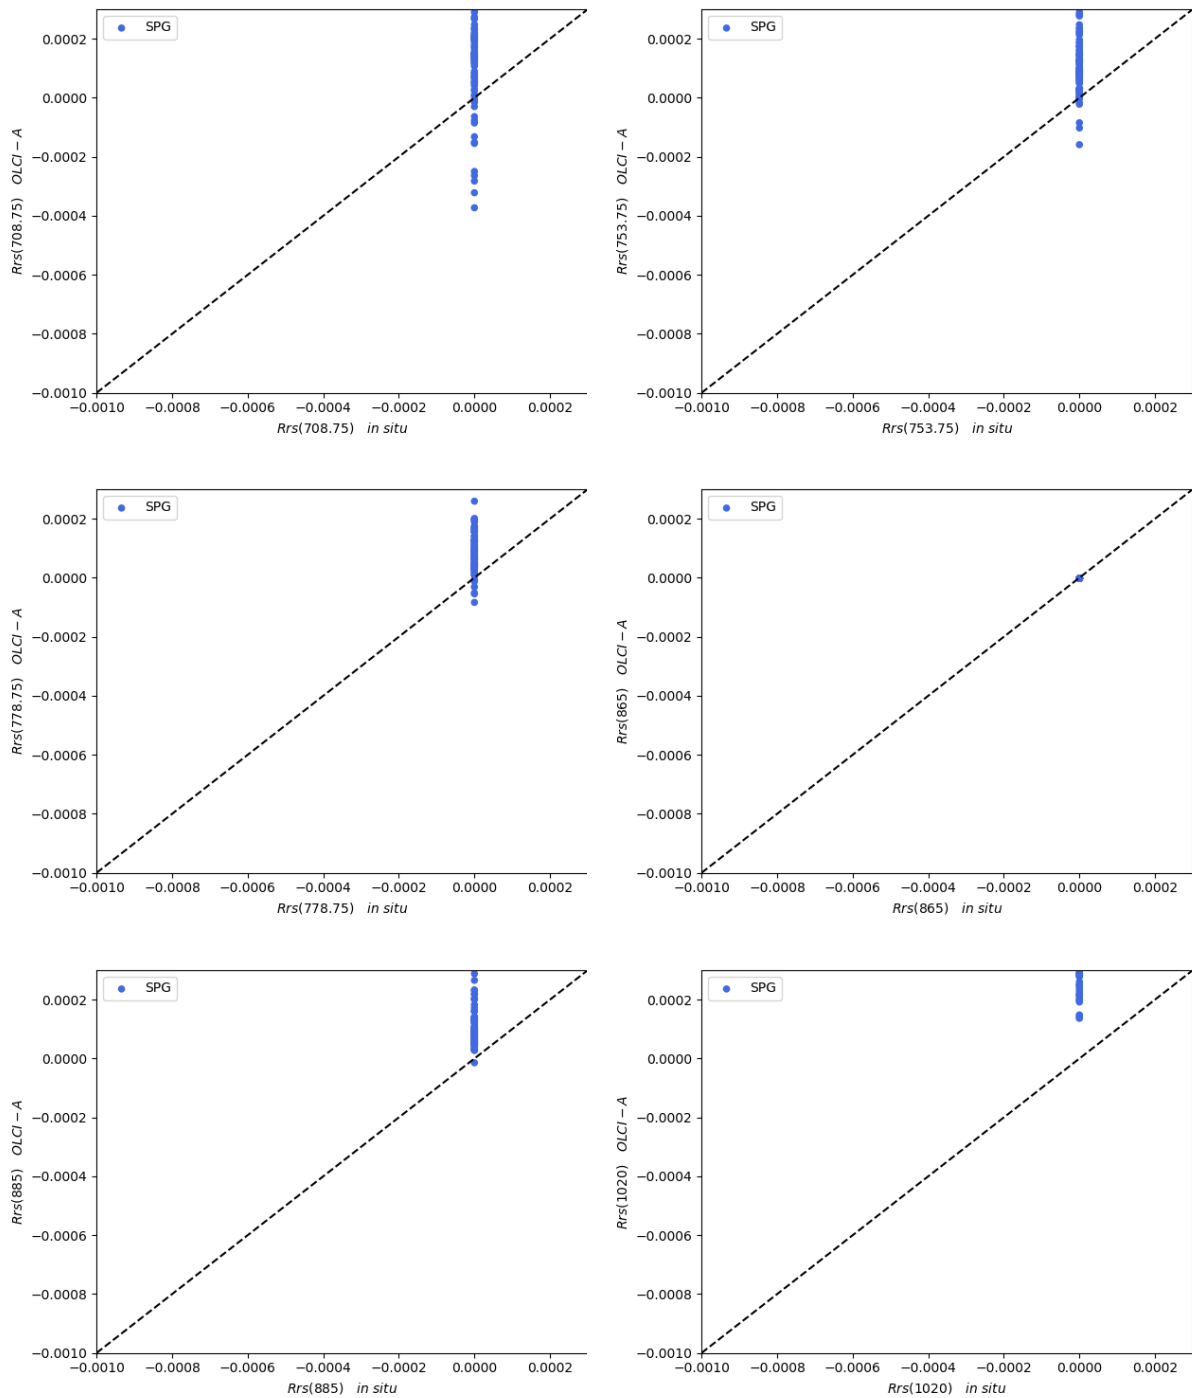 SPG
0.0002
0.0000
−0.0002
−0.0004
−0.0006
−0.0008
−0.0010
Rrs(708.75) OLCI − A
−0.0010 −0.0008 −0.0006 −0.0004 −0.0002 0.0000 0.0002
Rrs(708.75) in situ
SPG
0.0002
0.0000
−0.0002
−0.0004
−0.0006
−0.0008
−0.0010
Rrs(753.75) OLCI − A
−0.0010 −0.0008 −0.0006 −0.0004 −0.0002 0.0000 0.0002
Rrs(753.75) in situ
SPG
0.0002
0.0000
−0.0002
−0.0004
−0.0006
−0.0008
−0.0010
Rrs(778.75) OLCI − A
−0.0010 −0.0008 −0.0006 −0.0004 −0.0002 0.0000 0.0002
Rrs(778.75) in situ
SPG
0.0002
0.0000
−0.0002
−0.0004
−0.0006
−0.0008
−0.0010
Rrs(865) OLCI − A
−0.0010 −0.0008 −0.0006 −0.0004 −0.0002 0.0000 0.0002
Rrs(865) in situ
SPG
0.0002
0.0000
−0.0002
−0.0004
−0.0006
−0.0008
−0.0010
Rrs(885) OLCI − A
−0.0010 −0.0008 −0.0006 −0.0004 −0.0002 0.0000 0.0002
Rrs(885) in situ
SPG
0.0002
0.0000
−0.0002
−0.0004
−0.0006
−0.0008
−0.0010
Rrs(1020) OLCI − A
−0.0010 −0.0008 −0.0006 −0.0004 −0.0002 0.0000 0.0002
Rrs(1020) in situ